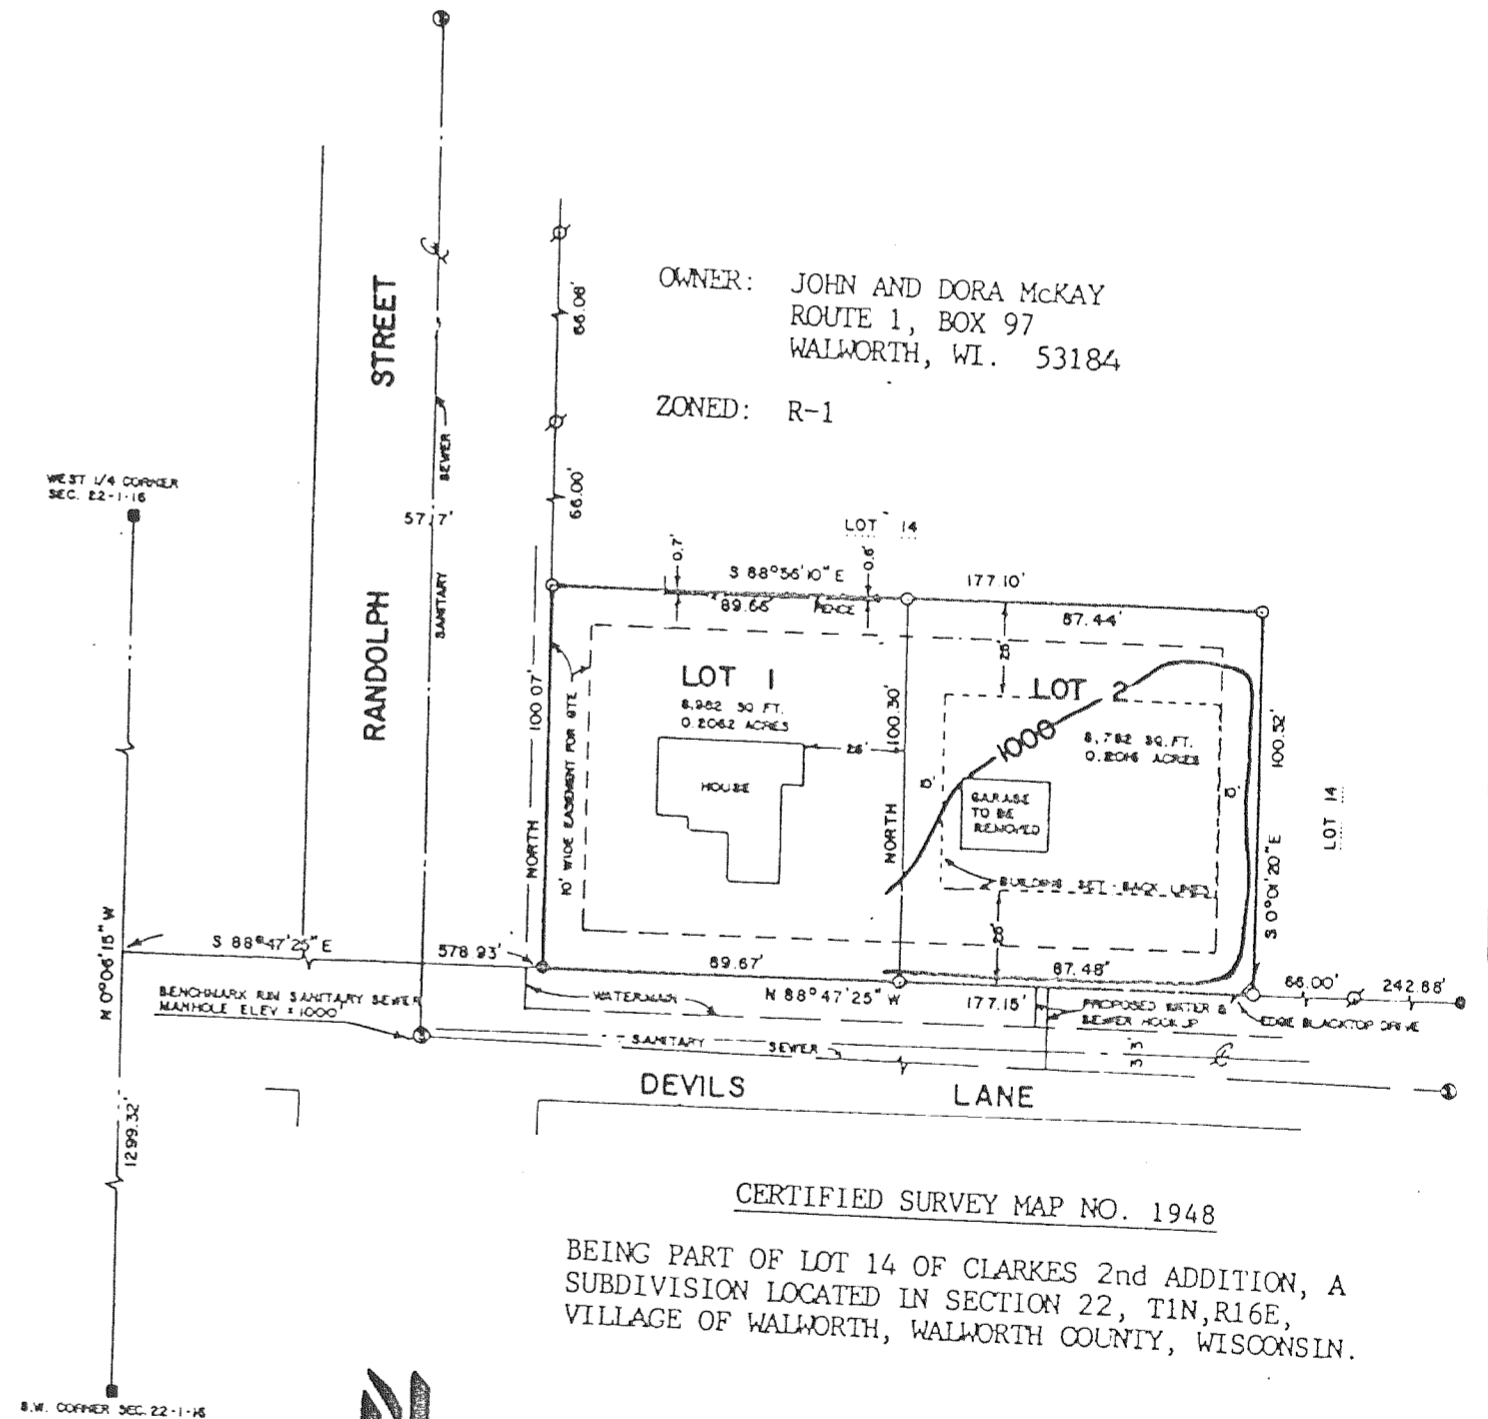 OWNER: JOHN AND DORA McKAY
ROUTE 1, BOX 97
WALWORTH, WI. 53184
ZONED: R-1
STREET
RANDOLPH
SEWER
SANITARY
57.7'
66.08'
66.00'
WEST 1/4 CORNER
SEC. 22-1-16
LOT 14
0.7'
S 88°56'10" E
0.6'
177.10'
89.66'
FENCE
87.44'
LOT 1
8,982 SQ. FT.
0.2062 ACRES
HOUSE
NORTH 100.07'
10' WIDE EASEMENT FOR GTE
NORTH
100.30'
LOT 2
1000
8,782 SQ. FT.
0.2016 ACRES
GARAGE
TO BE
REMOVED
BUILDING SET-BACK LINES
S 0°01'20" E
100.52'
LOT 14
N 0°06'15" W
S 88°47'25" E
578.93'
89.67'
87.48'
66.00'
242.88'
BENCHMARK RIM SANITARY SEWER
MANHOLE ELEV = 1000'
WATERMAIN
N 88°47'25" W
177.15'
PROPOSED WATER &
SEWER HOOK UP
EDGE BLACKTOP DRIVE
SANITARY SEWER
DEVILS LANE
1299.32'
CERTIFIED SURVEY MAP NO. 1948
BEING PART OF LOT 14 OF CLARKES 2nd ADDITION, A
SUBDIVISION LOCATED IN SECTION 22, T1N,R16E,
VILLAGE OF WALWORTH, WALWORTH COUNTY, WISCONSIN.
S.W. CORNER SEC. 22-1-16